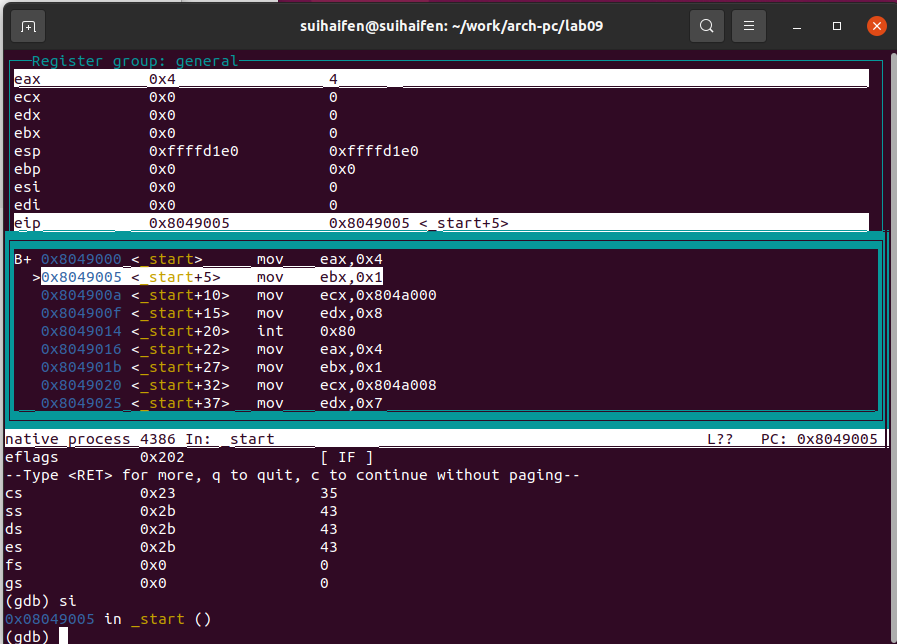 suihaifen@suihaifen: ~/work/arch-pc/lab09
Register group: general
eax 0x4 4
ecx 0x0 0
edx 0x0 0
ebx 0x0 0
esp 0xffffd1e0 0xffffd1e0
ebp 0x0 0x0
esi 0x0 0
edi 0x0 0
eip 0x8049005 0x8049005 <_start+5>
B+ 0x8049000 <_start> mov eax,0x4
>0x8049005 <_start+5> mov ebx,0x1
0x804900a <_start+10> mov ecx,0x804a000
0x804900f <_start+15> mov edx,0x8
0x8049014 <_start+20> int 0x80
0x8049016 <_start+22> mov eax,0x4
0x804901b <_start+27> mov ebx,0x1
0x8049020 <_start+32> mov ecx,0x804a008
0x8049025 <_start+37> mov edx,0x7
native process 4386 In: _start L?? PC: 0x8049005
eflags 0x202 [ IF ]
--Type <RET> for more, q to quit, c to continue without paging--
cs 0x23 35
ss 0x2b 43
ds 0x2b 43
es 0x2b 43
fs 0x0 0
gs 0x0 0
(gdb) si
0x08049005 in _start ()
(gdb)